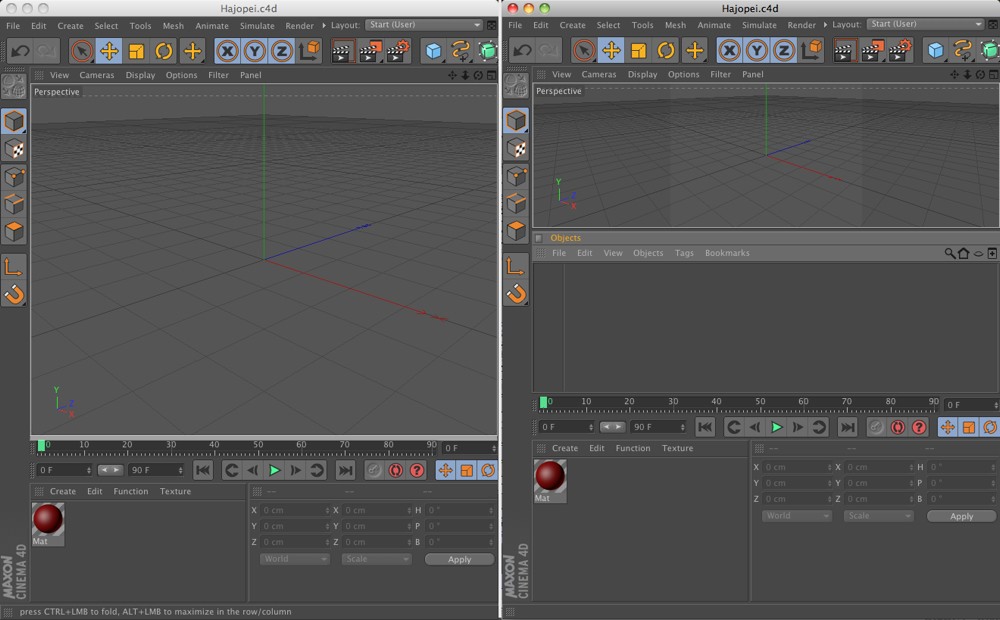 Hajopei.c4d
File Edit Create Select Tools Mesh Animate Simulate Render Layout: Start (User)
X Y Z
View Cameras Display Options Filter Panel
Perspective
Y
Z
X
0 10 20 30 40 50 60 70 80 90 0 F
0 F 90 F
Create Edit Function Texture -- -- --
X 0 cm X 0 cm H 0 °
Y 0 cm Y 0 cm P 0 °
Mat
Z 0 cm Z 0 cm B 0 °
World Scale Apply
MAXON
CINEMA 4D
press CTRL+LMB to fold, ALT+LMB to maximize in the row/column
Hajopei.c4d
File Edit Create Select Tools Mesh Animate Simulate Render Layout: Start (User)
X Y Z
View Cameras Display Options Filter Panel
Perspective
Y
Z
X
Objects
File Edit View Objects Tags Bookmarks
0 10 20 30 40 50 60 70 80 90 0 F
0 F 90 F
Create Edit Function Texture -- -- --
X 0 cm X 0 cm H 0 °
Y 0 cm Y 0 cm P 0 °
Mat
Z 0 cm Z 0 cm B 0 °
World Scale Apply
MAXON
CINEMA 4D